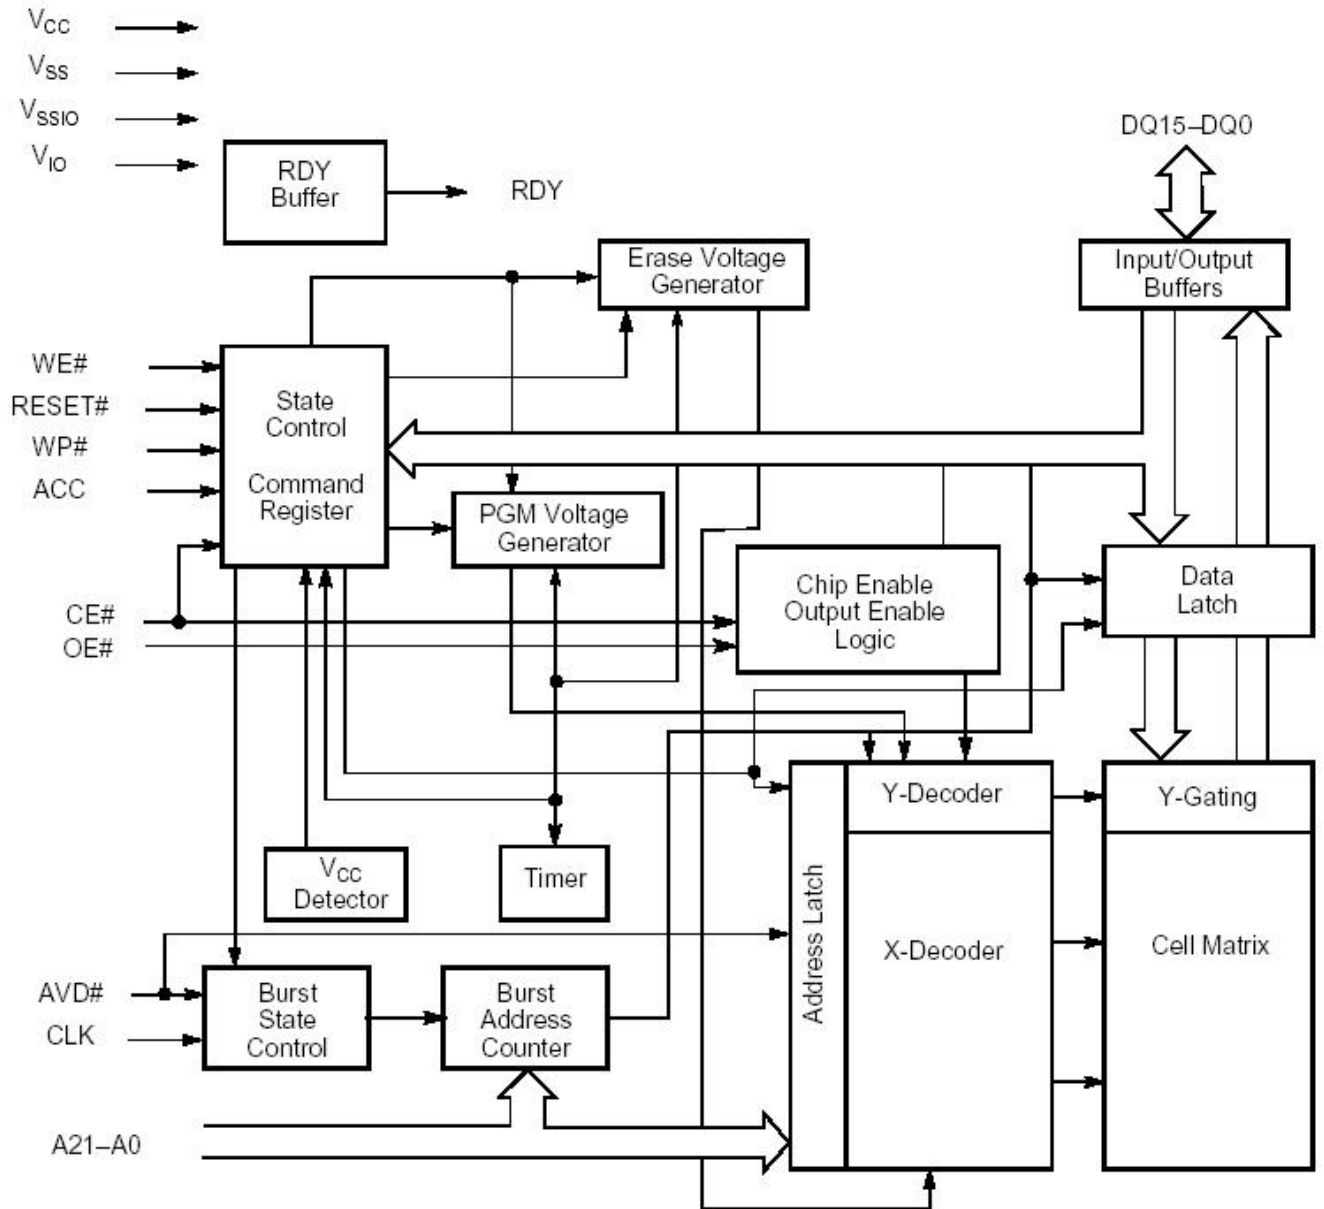 VCC
VSS
VSSIO
VIO
RDY
Buffer
RDY
DQ15–DQ0
Erase Voltage
Generator
Input/Output
Buffers
WE#
RESET#
WP#
ACC
CE#
OE#
State
Control
Command
Register
PGM Voltage
Generator
Chip Enable
Output Enable
Logic
Data
Latch
VCC
Detector
Timer
Address Latch
Y-Decoder
X-Decoder
Y-Gating
Cell Matrix
AVD#
CLK
Burst
State
Control
Burst
Address
Counter
A21–A0